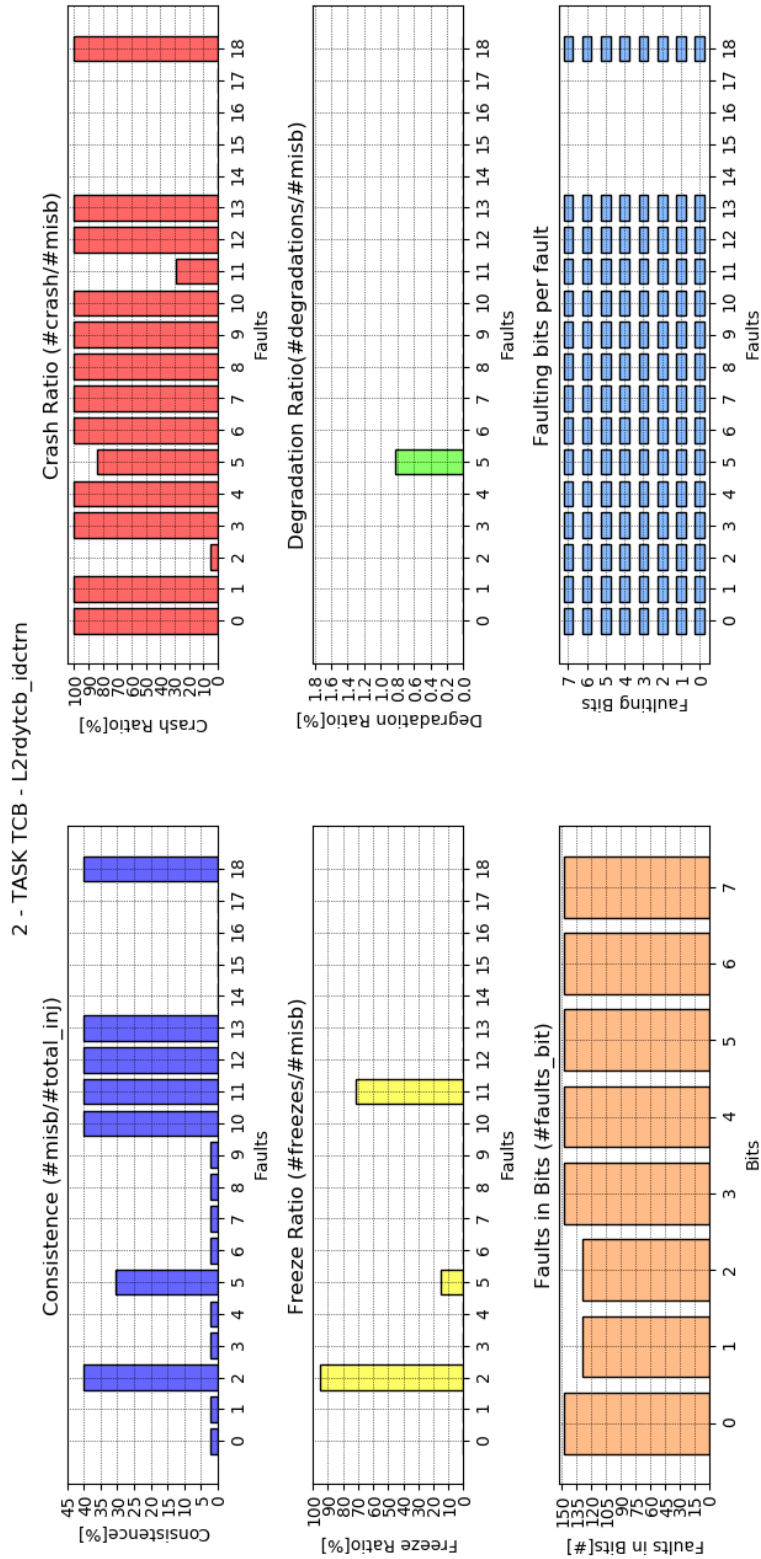 2 - TASK TCB - L2rdytcb_idctrn
Consistence (#misb/#total_inj)
Consistence[%]
45
40
35
30
25
20
15
10
5
0
0 1 2 3 4 5 6 7 8 9 10 11 12 13 14 15 16 17 18
Faults
Crash Ratio (#crash/#misb)
Crash Ratio[%]
100
90
80
70
60
50
40
30
20
10
0
0 1 2 3 4 5 6 7 8 9 10 11 12 13 14 15 16 17 18
Faults
Freeze Ratio (#freezes/#misb)
Freeze Ratio[%]
100
90
80
70
60
50
40
30
20
10
0
0 1 2 3 4 5 6 7 8 9 10 11 12 13 14 15 16 17 18
Faults
Degradation Ratio(#degradations/#misb)
Degradation Ratio[%]
1.8
1.6
1.4
1.2
1.0
0.8
0.6
0.4
0.2
0.0
0 1 2 3 4 5 6 7 8 9 10 11 12 13 14 15 16 17 18
Faults
Faults in Bits (#faults_bit)
Faults in Bits[#]
150
135
120
105
90
75
60
45
30
15
0
0 1 2 3 4 5 6 7
Bits
Faulting bits per fault
Faulting Bits
7
6
5
4
3
2
1
0
0 1 2 3 4 5 6 7 8 9 10 11 12 13 14 15 16 17 18
Faults